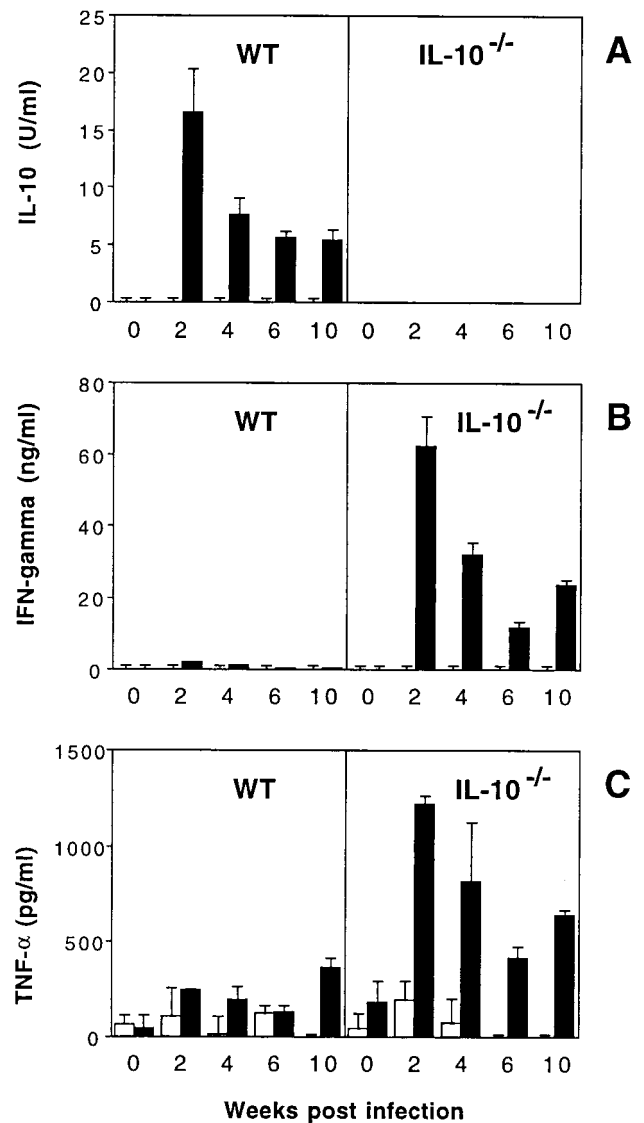 25
20
15
10
5
0
IL-10 (U/ml)
WT
IL-10 -/-
A
0 2 4 6 10 0 2 4 6 10
80
60
40
20
0
IFN-gamma (ng/ml)
WT
IL-10 -/-
B
0 2 4 6 10 0 2 4 6 10
1500
1000
500
0
TNF-α (pg/ml)
WT
IL-10 -/-
C
0 2 4 6 10 0 2 4 6 10
Weeks post infection